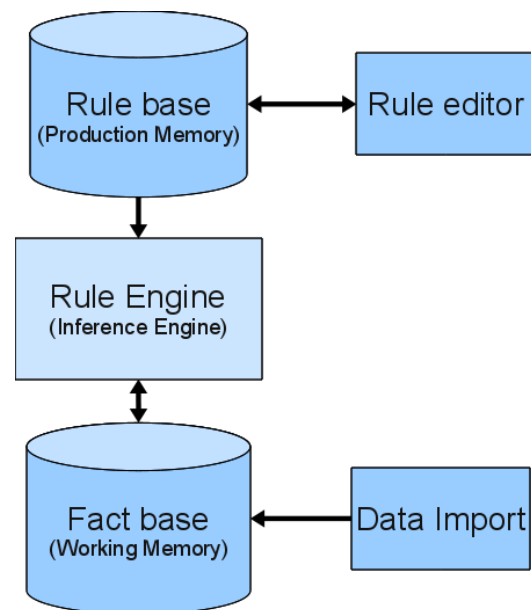 Rule base
(Production Memory)
Rule editor
Rule Engine
(Inference Engine)
Fact base
(Working Memory)
Data Import